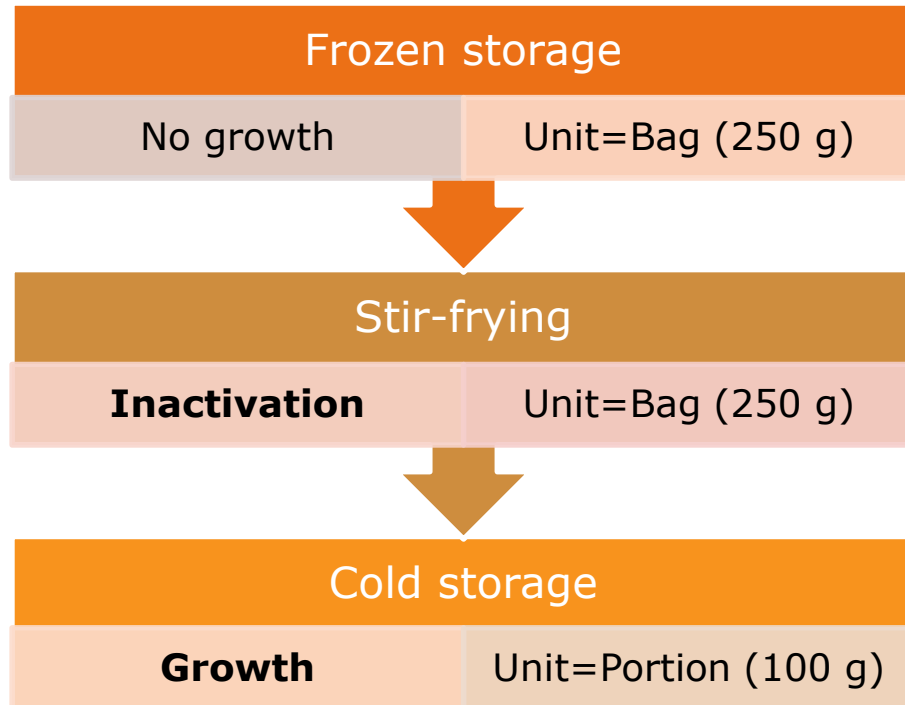 Frozen storage
No growth
Unit=Bag (250 g)
Stir-frying
Inactivation
Unit=Bag (250 g)
Cold storage
Growth
Unit=Portion (100 g)